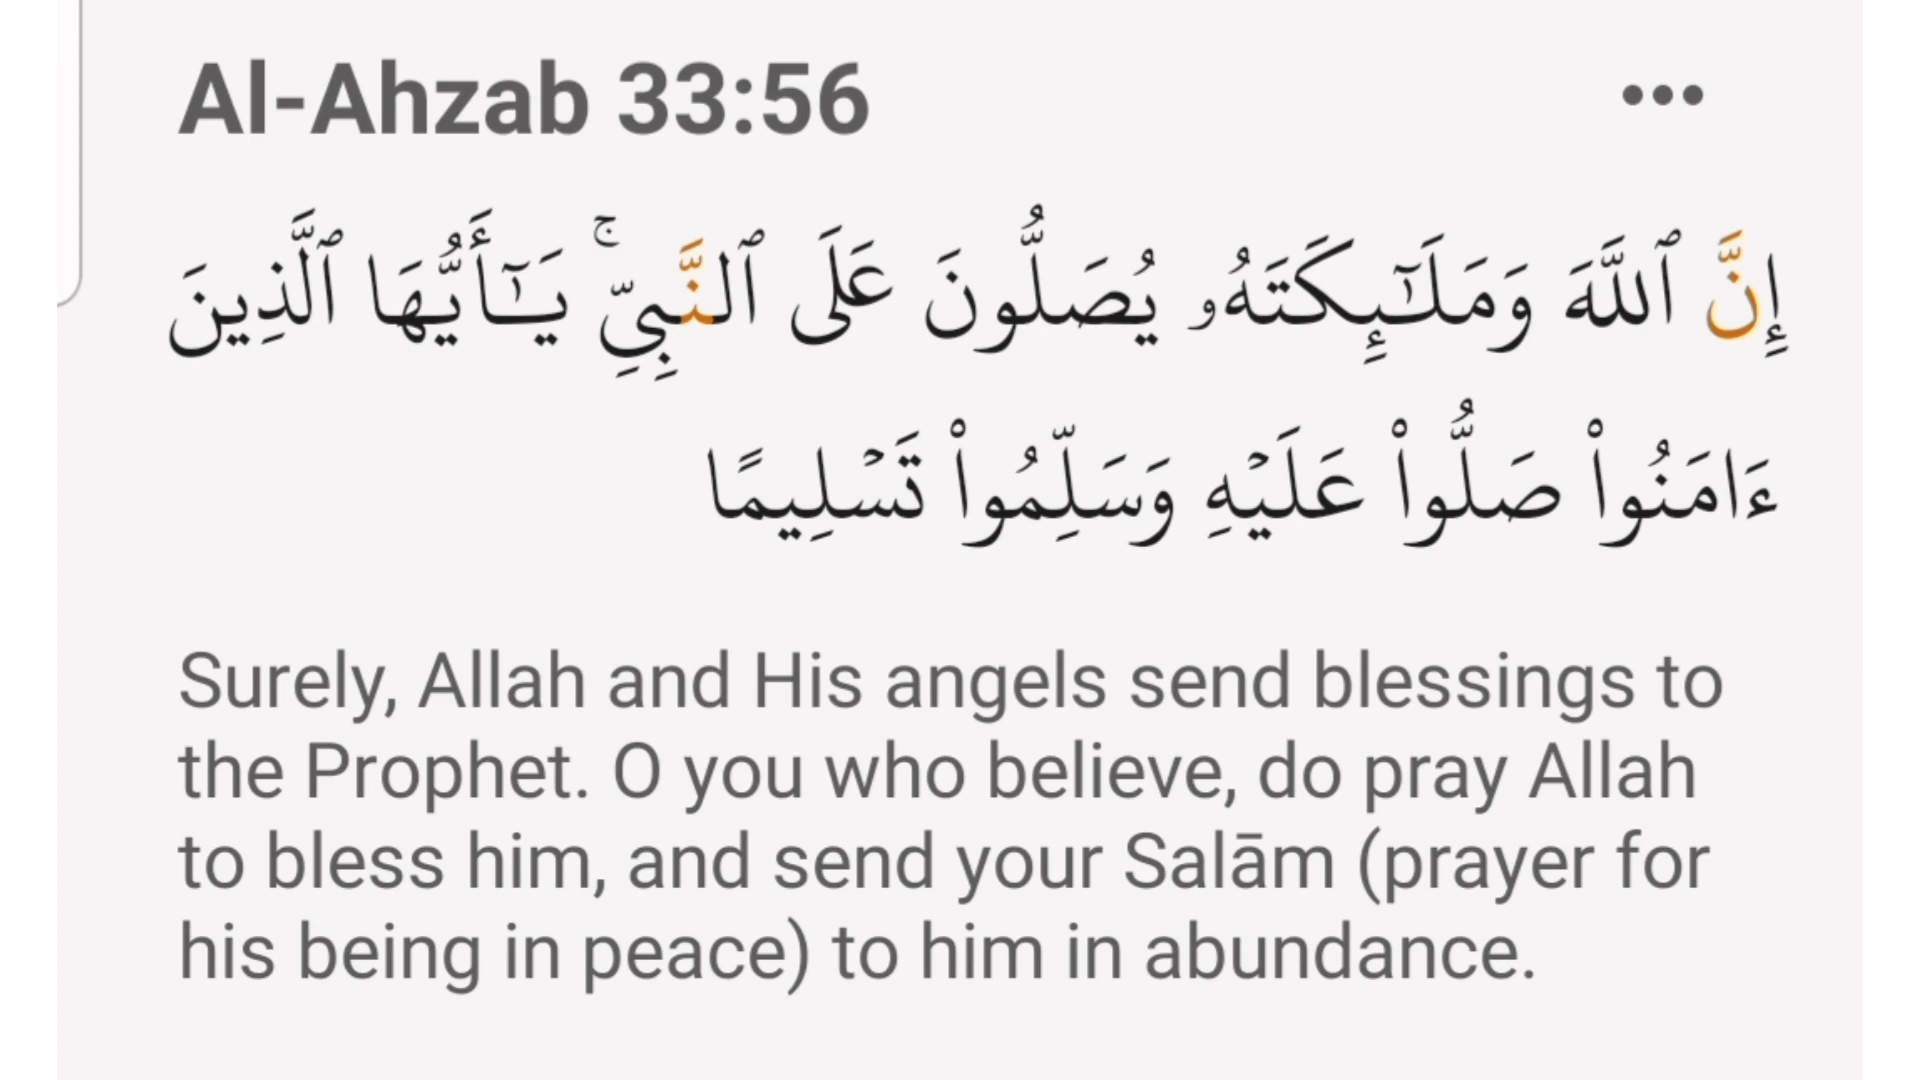 Al-Ahzab 33:56
إِنَّ ٱللَّهَ وَمَلَـٰٓئِكَتَهُۥ يُصَلُّونَ عَلَى ٱلنَّبِىِّ ۚ يَـٰٓأَيُّهَا ٱلَّذِينَ
ءَامَنُوا۟ صَلُّوا۟ عَلَيْهِ وَسَلِّمُوا۟ تَسْلِيمًا
Surely, Allah and His angels send blessings to
the Prophet. O you who believe, do pray Allah
to bless him, and send your Salām (prayer for
his being in peace) to him in abundance.